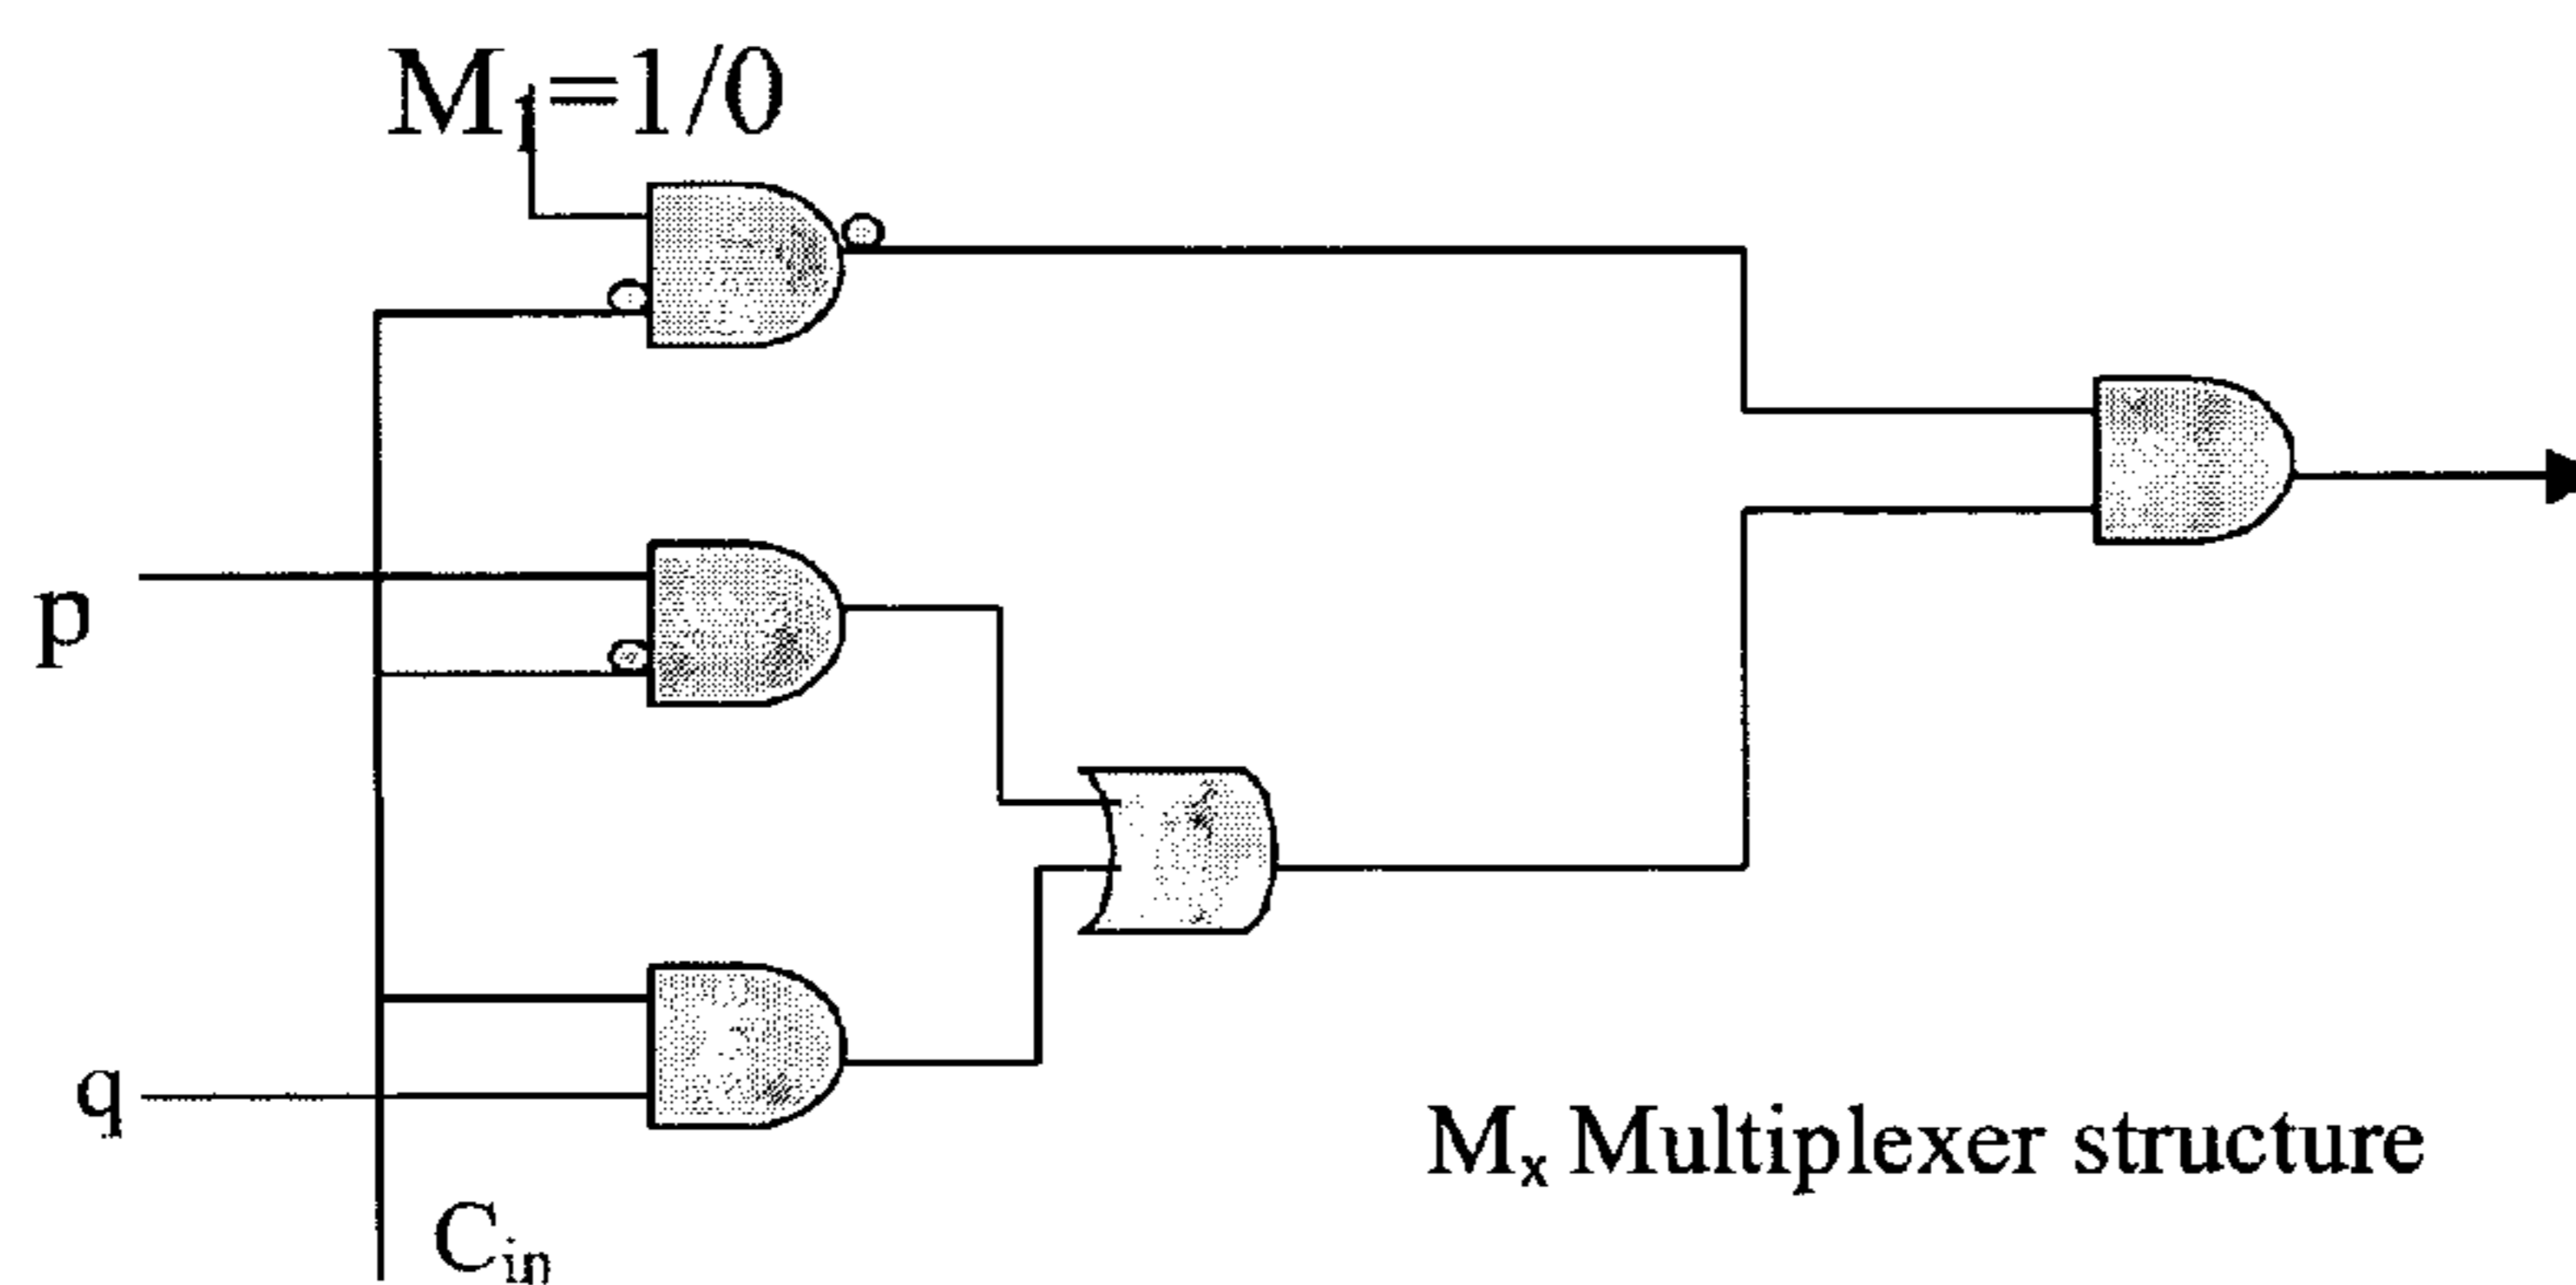 M₁=1/0
p
q
Mₓ Multiplexer structure
Cᵢₙ